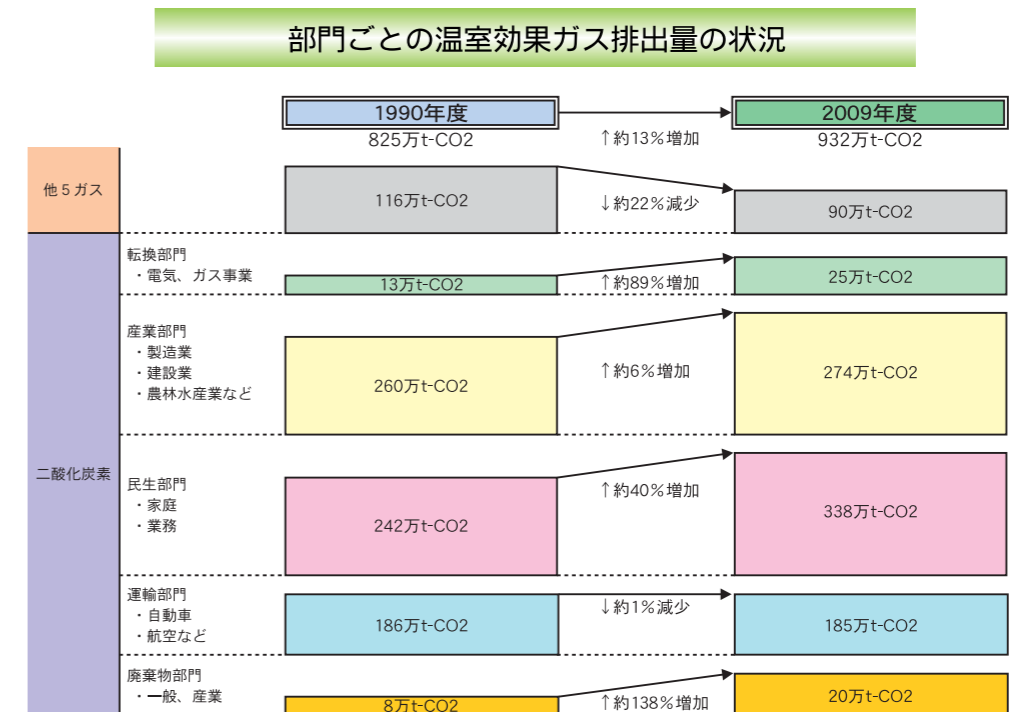 部門ごとの温室効果ガス排出量の状況
1990年度
2009年度
825万t-CO2
↑約13%増加
932万t-CO2
他5ガス
116万t-CO2
↓約22%減少
90万t-CO2
二酸化炭素
転換部門
・電気、ガス事業
13万t-CO2
↑約89%増加
25万t-CO2
産業部門
・製造業
・建設業
・農林水産業など
260万t-CO2
↑約6%増加
274万t-CO2
民生部門
・家庭
・業務
242万t-CO2
↑約40%増加
338万t-CO2
運輸部門
・自動車
・航空など
186万t-CO2
↓約1%減少
185万t-CO2
廃棄物部門
・一般、産業
8万t-CO2
↑約138%増加
20万t-CO2